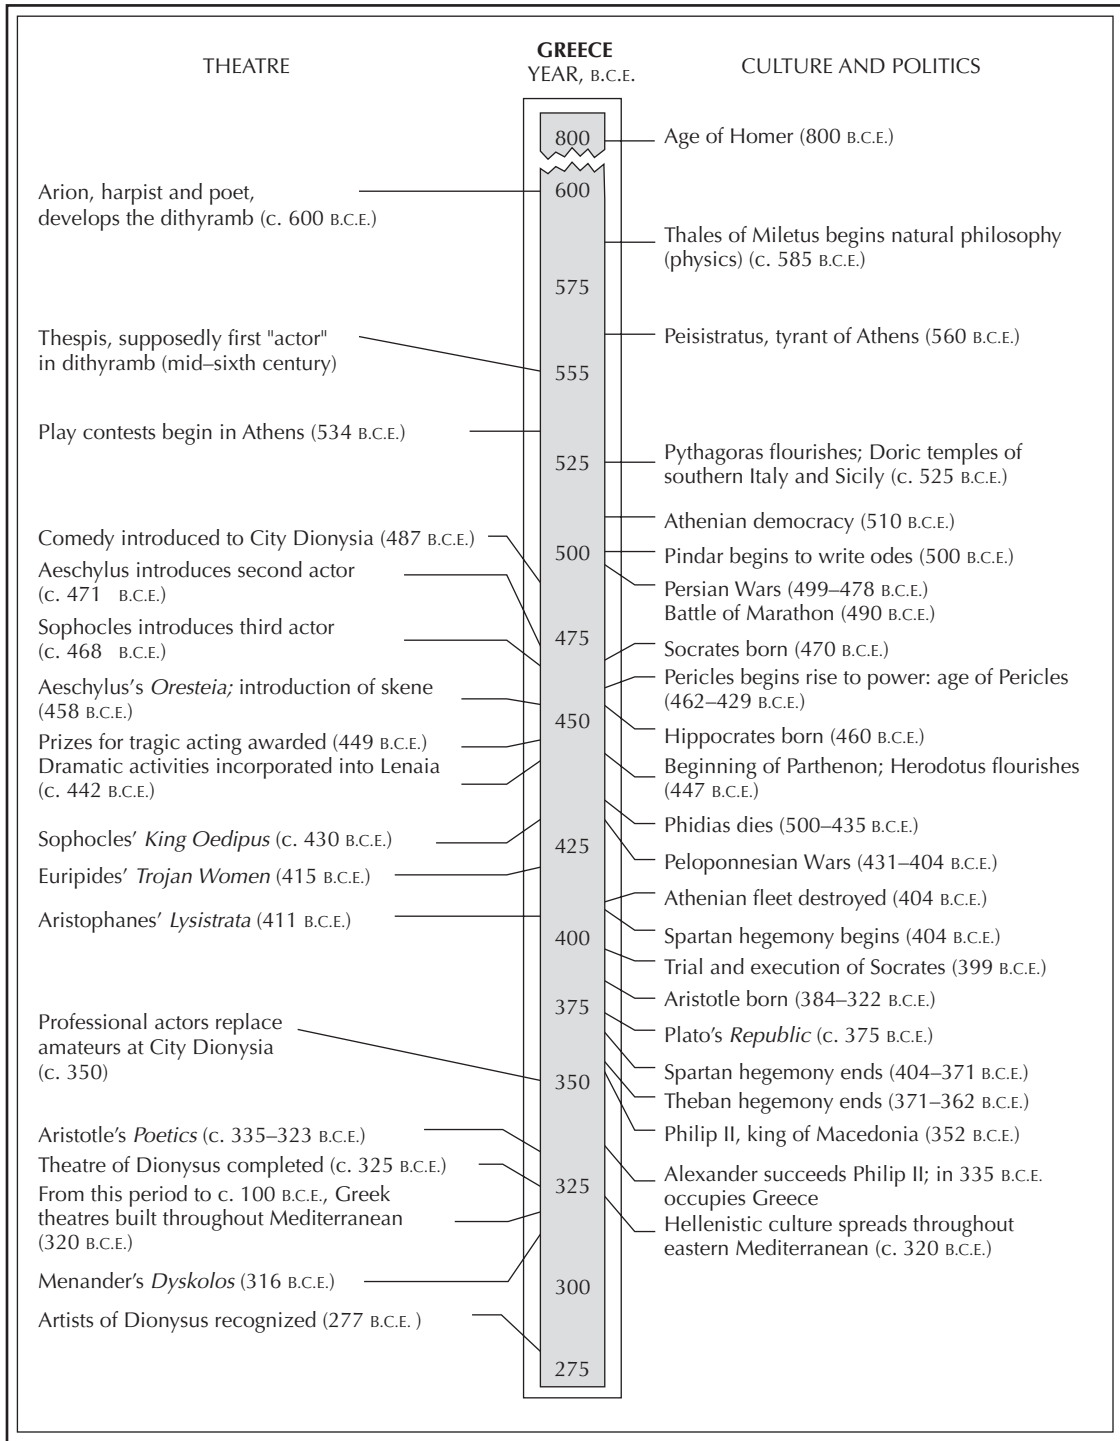 THEATRE
GREECE
YEAR, B.C.E.
CULTURE AND POLITICS
800
Age of Homer (800 B.C.E.)
Arion, harpist and poet,
develops the dithyramb (c. 600 B.C.E.)
600
Thales of Miletus begins natural philosophy
(physics) (c. 585 B.C.E.)
575
Thespis, supposedly first "actor"
in dithyramb (mid–sixth century)
Peisistratus, tyrant of Athens (560 B.C.E.)
555
Play contests begin in Athens (534 B.C.E.)
525
Pythagoras flourishes; Doric temples of
southern Italy and Sicily (c. 525 B.C.E.)
Athenian democracy (510 B.C.E.)
Comedy introduced to City Dionysia (487 B.C.E.)
500
Pindar begins to write odes (500 B.C.E.)
Aeschylus introduces second actor
(c. 471 B.C.E.)
Persian Wars (499–478 B.C.E.)
Battle of Marathon (490 B.C.E.)
Sophocles introduces third actor
(c. 468 B.C.E.)
475
Socrates born (470 B.C.E.)
Aeschylus's Oresteia; introduction of skene
(458 B.C.E.)
Pericles begins rise to power: age of Pericles
(462–429 B.C.E.)
450
Prizes for tragic acting awarded (449 B.C.E.)
Hippocrates born (460 B.C.E.)
Dramatic activities incorporated into Lenaia
(c. 442 B.C.E.)
Beginning of Parthenon; Herodotus flourishes
(447 B.C.E.)
Sophocles’ King Oedipus (c. 430 B.C.E.)
Phidias dies (500–435 B.C.E.)
425
Peloponnesian Wars (431–404 B.C.E.)
Euripides’ Trojan Women (415 B.C.E.)
Athenian fleet destroyed (404 B.C.E.)
Aristophanes’ Lysistrata (411 B.C.E.)
400
Spartan hegemony begins (404 B.C.E.)
Trial and execution of Socrates (399 B.C.E.)
Aristotle born (384–322 B.C.E.)
375
Professional actors replace
amateurs at City Dionysia
(c. 350)
Plato’s Republic (c. 375 B.C.E.)
Spartan hegemony ends (404–371 B.C.E.)
350
Theban hegemony ends (371–362 B.C.E.)
Aristotle’s Poetics (c. 335–323 B.C.E.)
Philip II, king of Macedonia (352 B.C.E.)
Theatre of Dionysus completed (c. 325 B.C.E.)
325
Alexander succeeds Philip II; in 335 B.C.E.
occupies Greece
From this period to c. 100 B.C.E., Greek
theatres built throughout Mediterranean
(320 B.C.E.)
Hellenistic culture spreads throughout
eastern Mediterranean (c. 320 B.C.E.)
Menander’s Dyskolos (316 B.C.E.)
300
Artists of Dionysus recognized (277 B.C.E. )
275